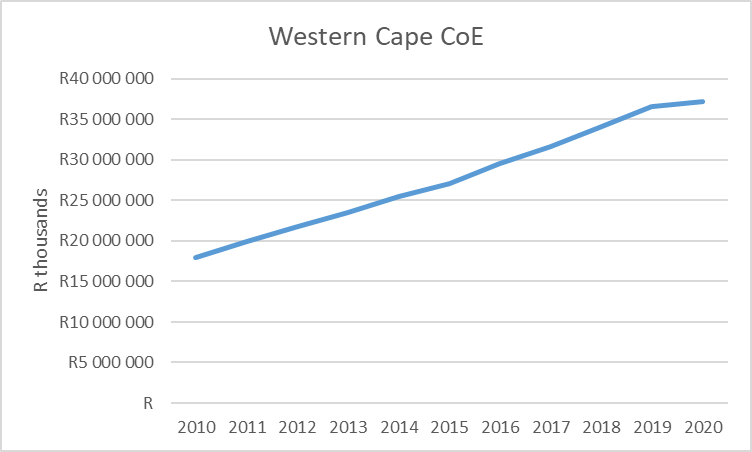 Western Cape CoE
R thousands
R40 000 000
R35 000 000
R30 000 000
R25 000 000
R20 000 000
R15 000 000
R10 000 000
R5 000 000
R
2010 2011 2012 2013 2014 2015 2016 2017 2018 2019 2020